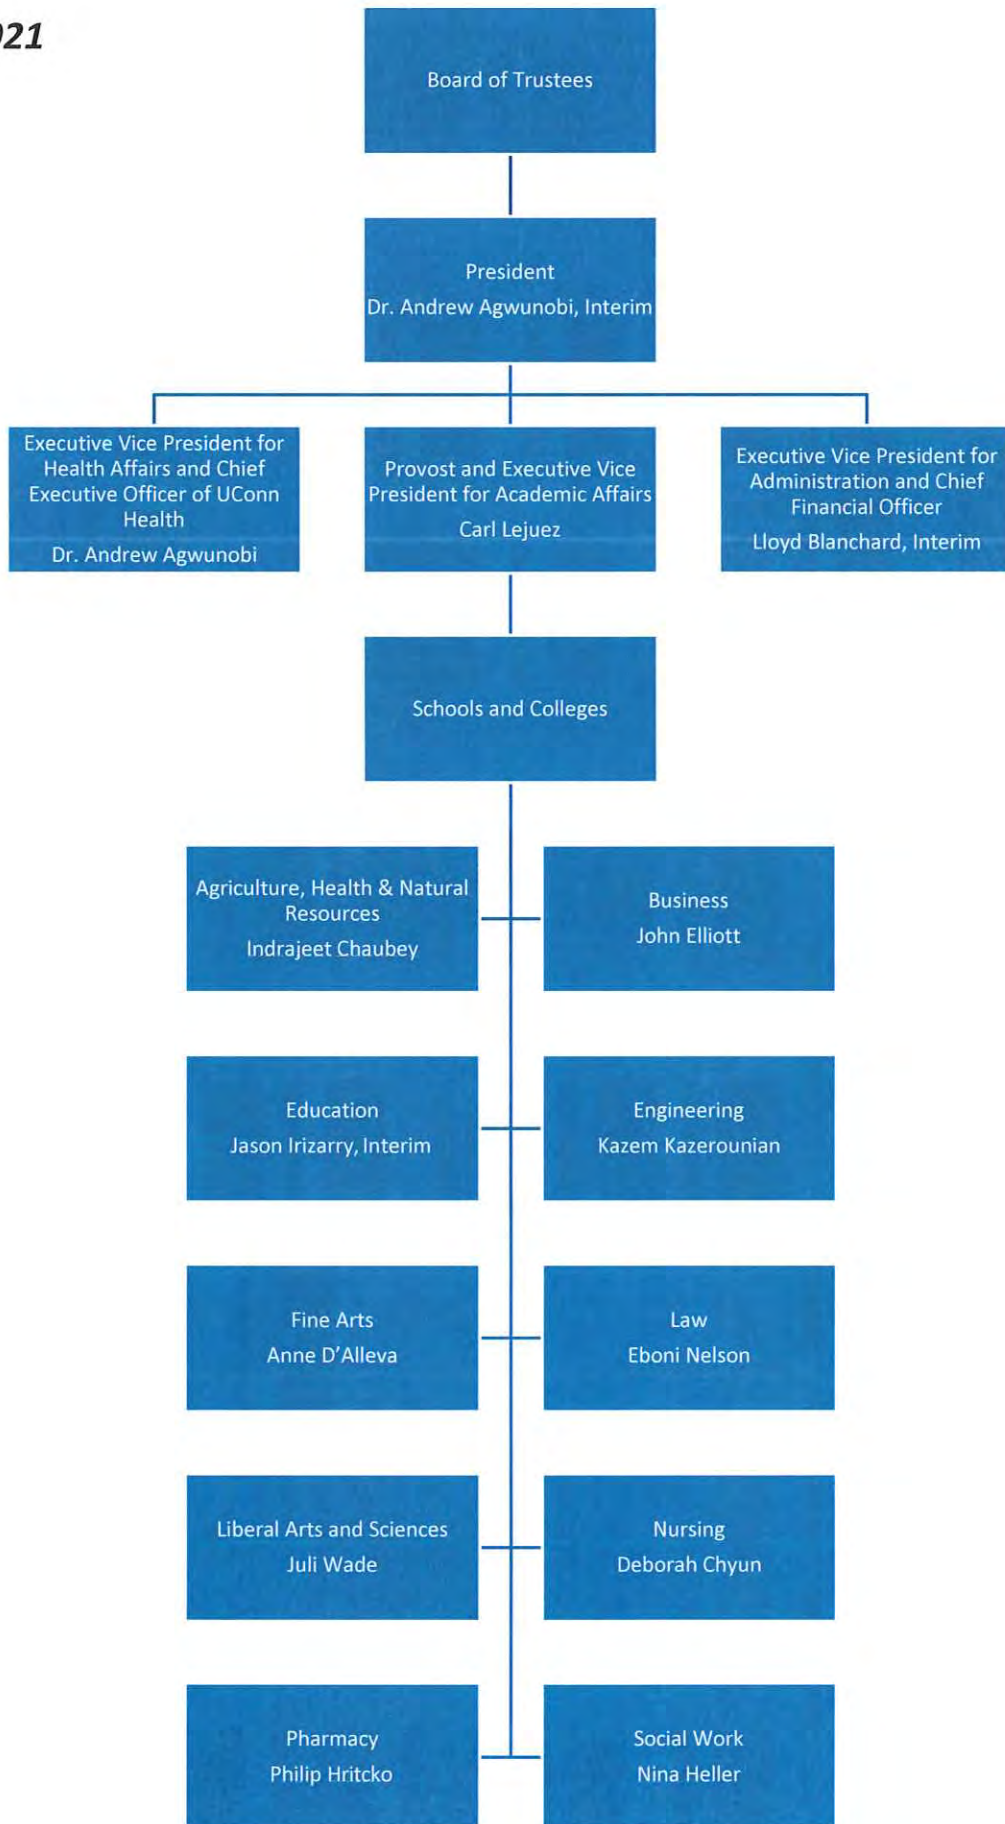 Board of Trustees
President
Dr. Andrew Agwunobi, Interim
Executive Vice President for
Health Affairs and Chief
Executive Officer of UConn
Health
Dr. Andrew Agwunobi
Provost and Executive Vice
President for Academic Affairs
Carl Lejuez
Executive Vice President for
Administration and Chief
Financial Officer
Lloyd Blanchard, Interim
Schools and Colleges
Agriculture, Health & Natural
Resources
Indrajeet Chaubey
Business
John Elliott
Education
Jason Irizarry, Interim
Engineering
Kazem Kazerounian
Fine Arts
Anne D'Alleva
Law
Eboni Nelson
Liberal Arts and Sciences
Juli Wade
Nursing
Deborah Chyun
Pharmacy
Philip Hritcko
Social Work
Nina Heller